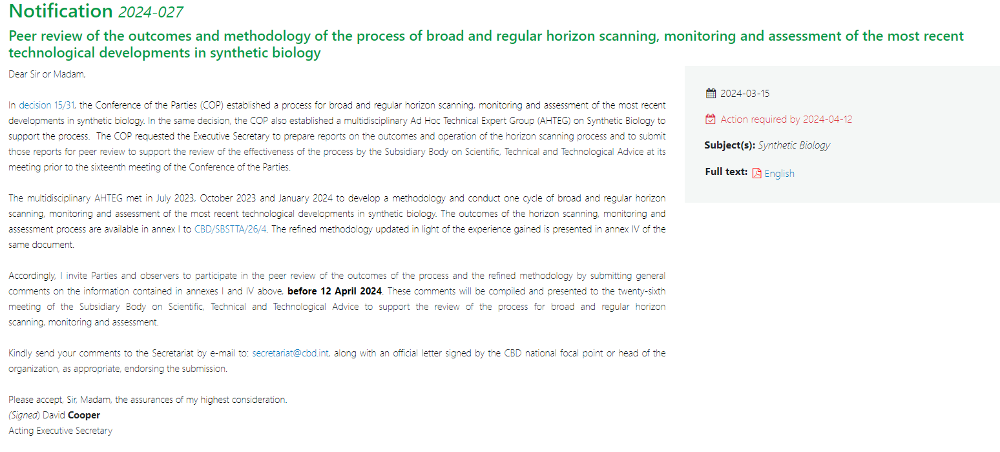 Notification 2024-027
Peer review of the outcomes and methodology of the process of broad and regular horizon scanning, monitoring and assessment of the most recent
technological developments in synthetic biology
Dear Sir or Madam,
In decision 15/31, the Conference of the Parties (COP) established a process for broad and regular horizon scanning, monitoring and assessment of the most recent
developments in synthetic biology. In the same decision, the COP also established a multidisciplinary Ad Hoc Technical Expert Group (AHTEG) on Synthetic Biology to
support the process. The COP requested the Executive Secretary to prepare reports on the outcomes and operation of the horizon scanning process and to submit
those reports for peer review to support the review of the effectiveness of the process by the Subsidiary Body on Scientific, Technical and Technological Advice at its
meeting prior to the sixteenth meeting of the Conference of the Parties.
The multidisciplinary AHTEG met in July 2023, October 2023 and January 2024 to develop a methodology and conduct one cycle of broad and regular horizon
scanning, monitoring and assessment of the most recent technological developments in synthetic biology. The outcomes of the horizon scanning, monitoring and
assessment process are available in annex I to CBD/SBSTTA/26/4. The refined methodology updated in light of the experience gained is presented in annex IV of the
same document.
Accordingly, I invite Parties and observers to participate in the peer review of the outcomes of the process and the refined methodology by submitting general
comments on the information contained in annexes I and IV above, before 12 April 2024. These comments will be compiled and presented to the twenty-sixth
meeting of the Subsidiary Body on Scientific, Technical and Technological Advice to support the review of the process for broad and regular horizon
scanning, monitoring and assessment.
Kindly send your comments to the Secretariat by e-mail to: secretariat@cbd.int, along with an official letter signed by the CBD national focal point or head of the
organization, as appropriate, endorsing the submission.
Please accept, Sir, Madam, the assurances of my highest consideration.
(Signed) David Cooper
Acting Executive Secretary
2024-03-15
Action required by 2024-04-12
Subject(s): Synthetic Biology
Full text: English